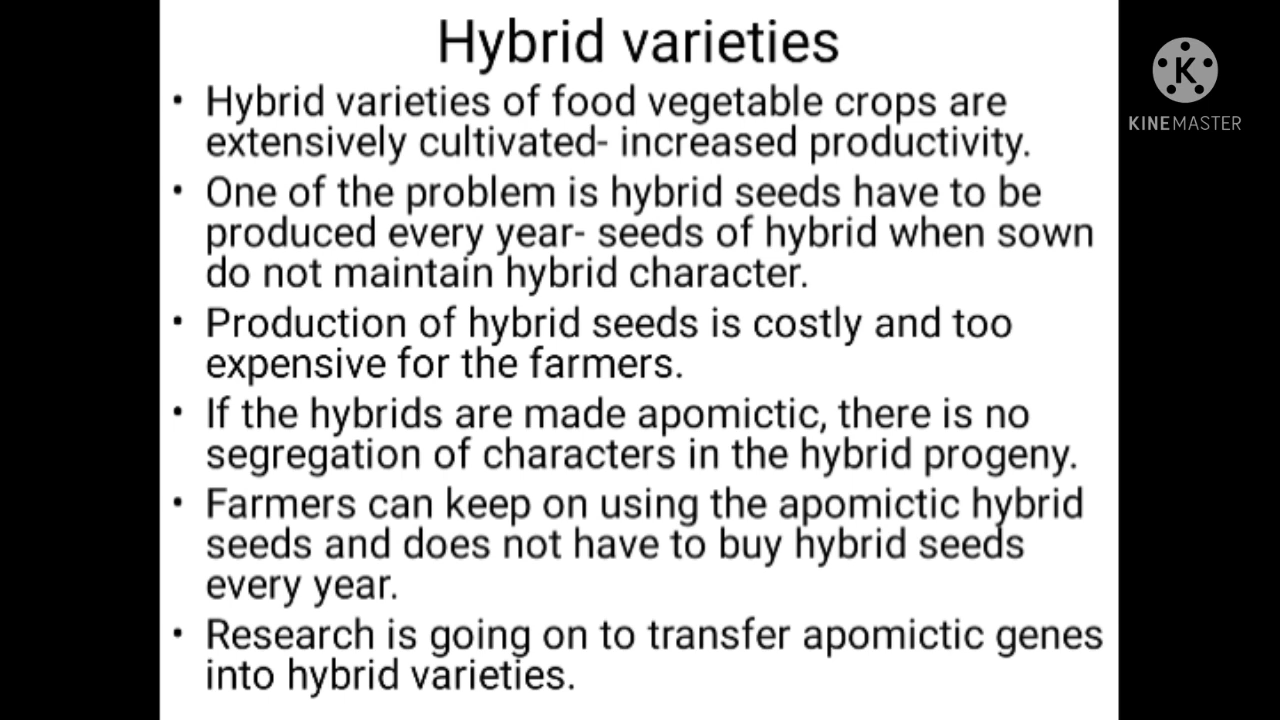 Hybrid varieties
• Hybrid varieties of food vegetable crops are
extensively cultivated- increased productivity.
• One of the problem is hybrid seeds have to be
produced every year- seeds of hybrid when sown
do not maintain hybrid character.
• Production of hybrid seeds is costly and too
expensive for the farmers.
• If the hybrids are made apomictic, there is no
segregation of characters in the hybrid progeny.
• Farmers can keep on using the apomictic hybrid
seeds and does not have to buy hybrid seeds
every year.
• Research is going on to transfer apomictic genes
into hybrid varieties.
K
KINEMASTER